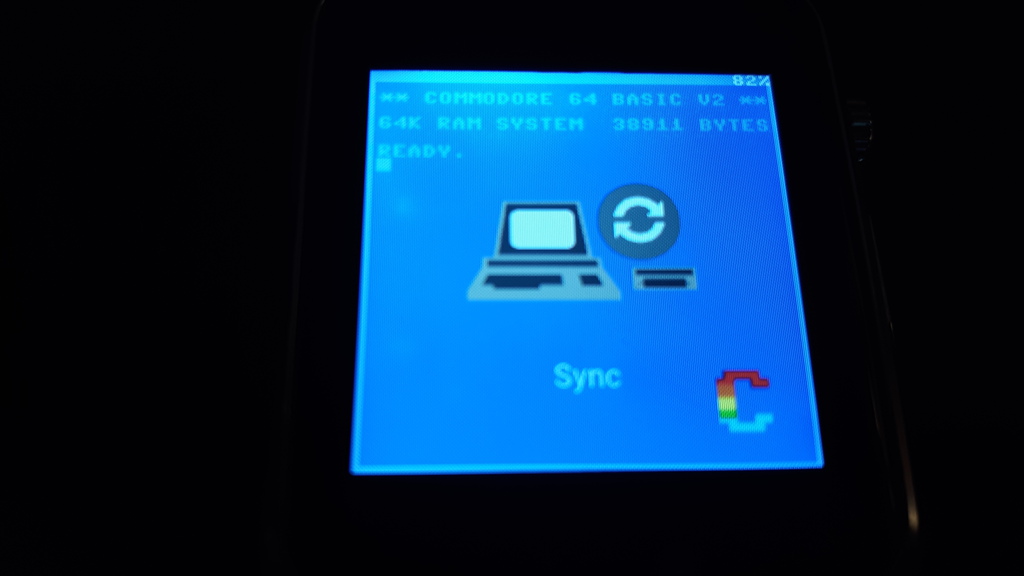 82%
** COMMODORE 64 BASIC V2 **
64K RAM SYSTEM 38911 BYTES
READY.
Sync